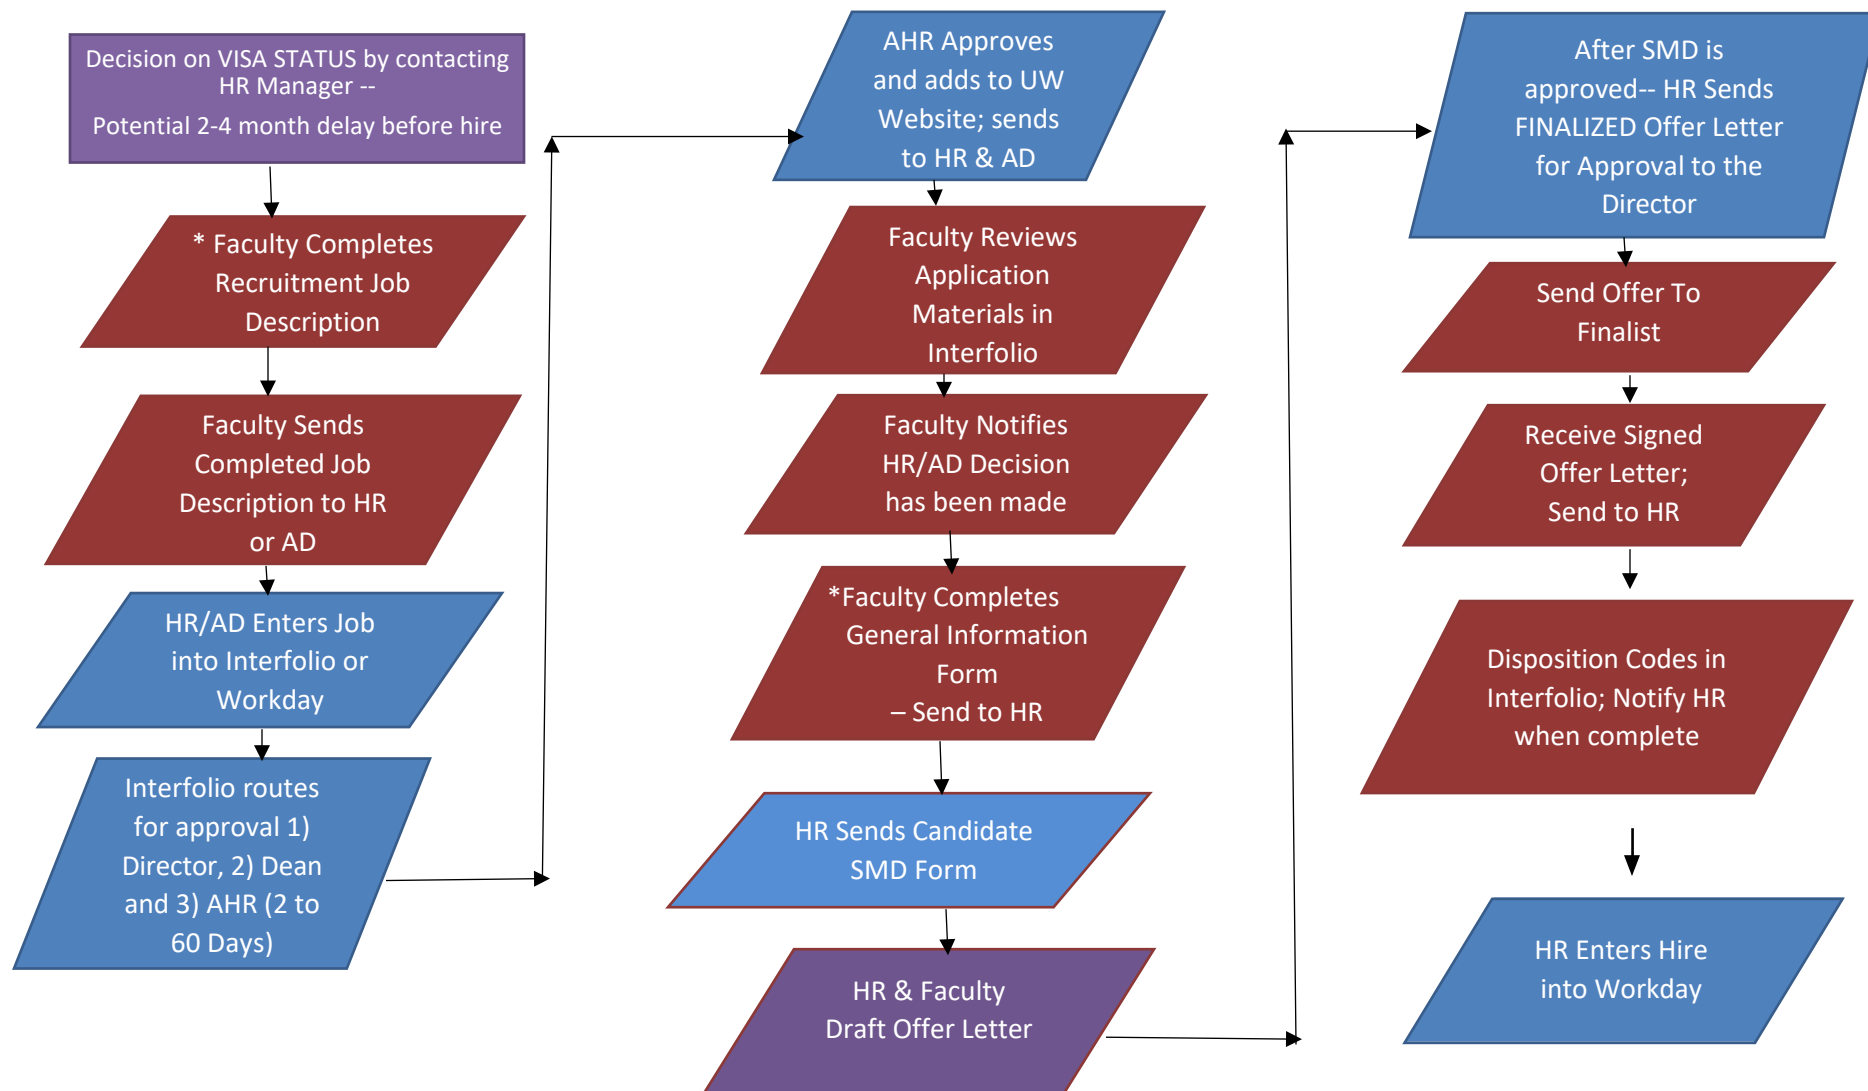 Decision on VISA STATUS by contacting
HR Manager --
Potential 2-4 month delay before hire
* Faculty Completes
Recruitment Job
Description
Faculty Sends
Completed Job
Description to HR
or AD
HR/AD Enters Job
into Interfolio or
Workday
Interfolio routes
for approval 1)
Director, 2) Dean
and 3) AHR (2 to
60 Days)
AHR Approves
and adds to UW
Website; sends
to HR & AD
Faculty Reviews
Application
Materials in
Interfolio
Faculty Notifies
HR/AD Decision
has been made
*Faculty Completes
General Information
Form
– Send to HR
HR Sends Candidate
SMD Form
HR & Faculty
Draft Offer Letter
After SMD is
approved-- HR Sends
FINALIZED Offer Letter
for Approval to the
Director
Send Offer To
Finalist
Receive Signed
Offer Letter;
Send to HR
Disposition Codes in
Interfolio; Notify HR
when complete
HR Enters Hire
into Workday